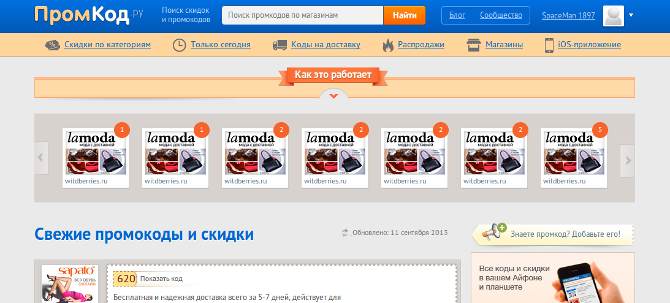 ПромКод.ру
Поиск скидок
и промокодов
Поиск промокодов по магазинам
Найти
Блог
Сообщество
SpaceMan 1897
Скидки по категориям
Только сегодня
Коды на доставку
Распродажи
Магазины
iOS-приложение
Как это работает
1
1
2
2
2
2
5
lamoda
lamoda
lamoda
lamoda
lamoda
lamoda
lamoda
мода с доставкой
мода с доставкой
мода с доставкой
мода с доставкой
мода с доставкой
мода с доставкой
мода с доставкой
wildberries.ru
wildberries.ru
wildberries.ru
wildberries.ru
wildberries.ru
wildberries.ru
wildberries.ru
Свежие промокоды и скидки
Обновлено: 11 сентября 2013
Знаете промкод? Добавьте его!
sapato
620
Показать код
Бесплатная и надежная доставка всего за 5-7 дней, действует для
Все коды и скидки
в вашем Айфоне
и планшете